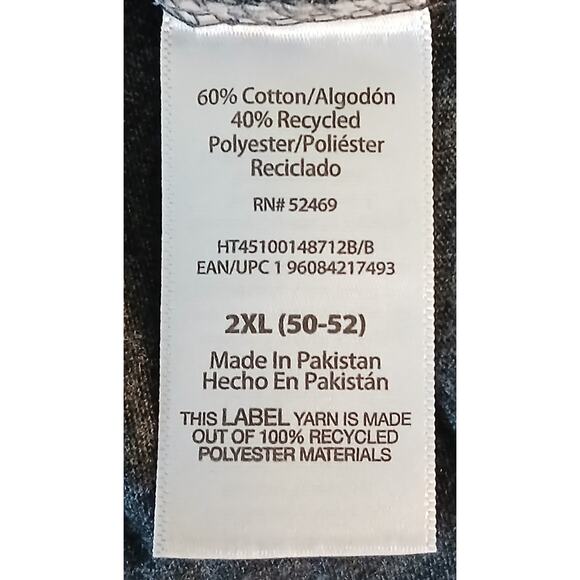 60% Cotton/Algodón
40% Recycled
Polyester/Poliéster
Reciclado
RN# 52469
HT45100148712B/B
EAN/UPC 1 96084217493
2XL (50-52)
Made In Pakistan
Hecho En Pakistán
THIS LABEL YARN IS MADE
OUT OF 100% RECYCLED
POLYESTER MATERIALS